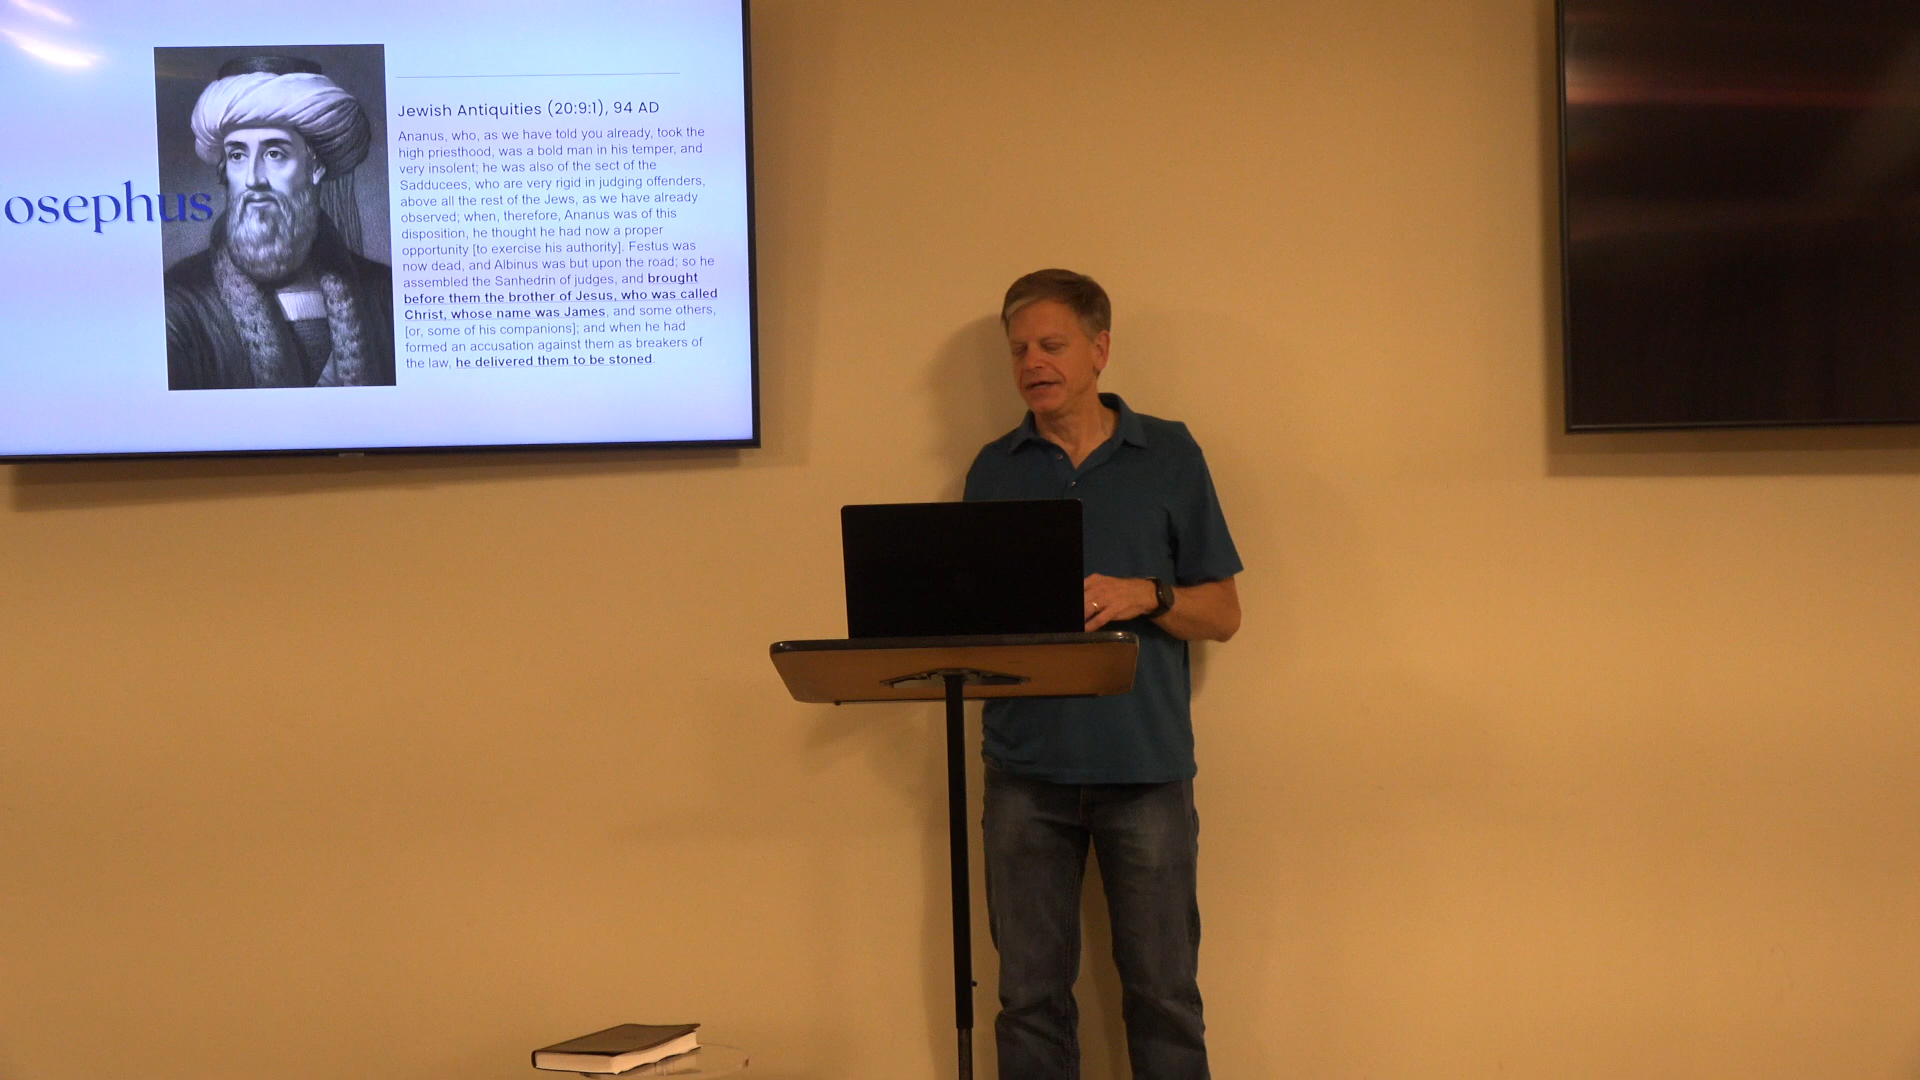 osephus
Jewish Antiquities (20:9:1), 94 AD
Ananus, who, as we have told you already, took the
high priesthood, was a bold man in his temper, and
very insolent; he was also of the sect of the
Sadducees, who are very rigid in judging offenders,
above all the rest of the Jews, as we have already
observed; when, therefore, Ananus was of this
disposition, he thought he had now a proper
opportunity [to exercise his authority]. Festus was
now dead, and Albinus was but upon the road; so he
assembled the Sanhedrin of judges, and brought
before them the brother of Jesus, who was called
Christ, whose name was James, and some others,
[or, some of his companions]; and when he had
formed an accusation against them as breakers of
the law, he delivered them to be stoned.